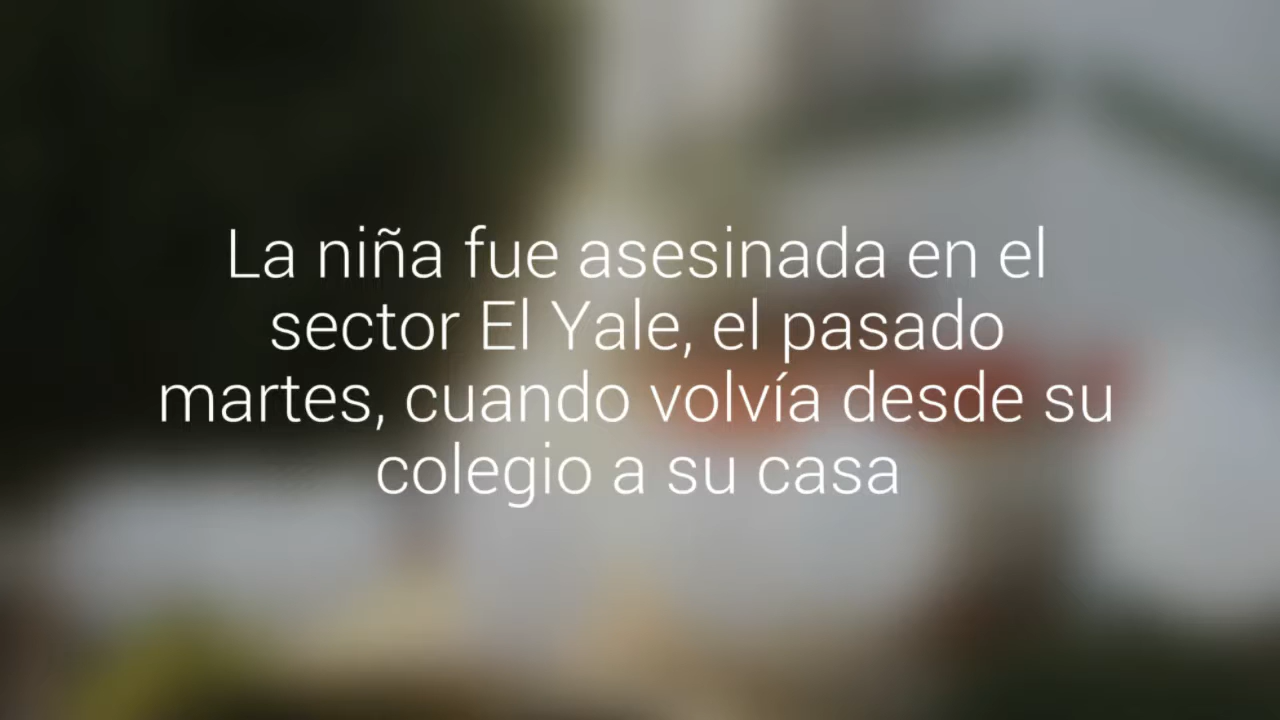 La niña fue asesinada en el
sector El Yale, el pasado
martes, cuando volvía desde su
colegio a su casa